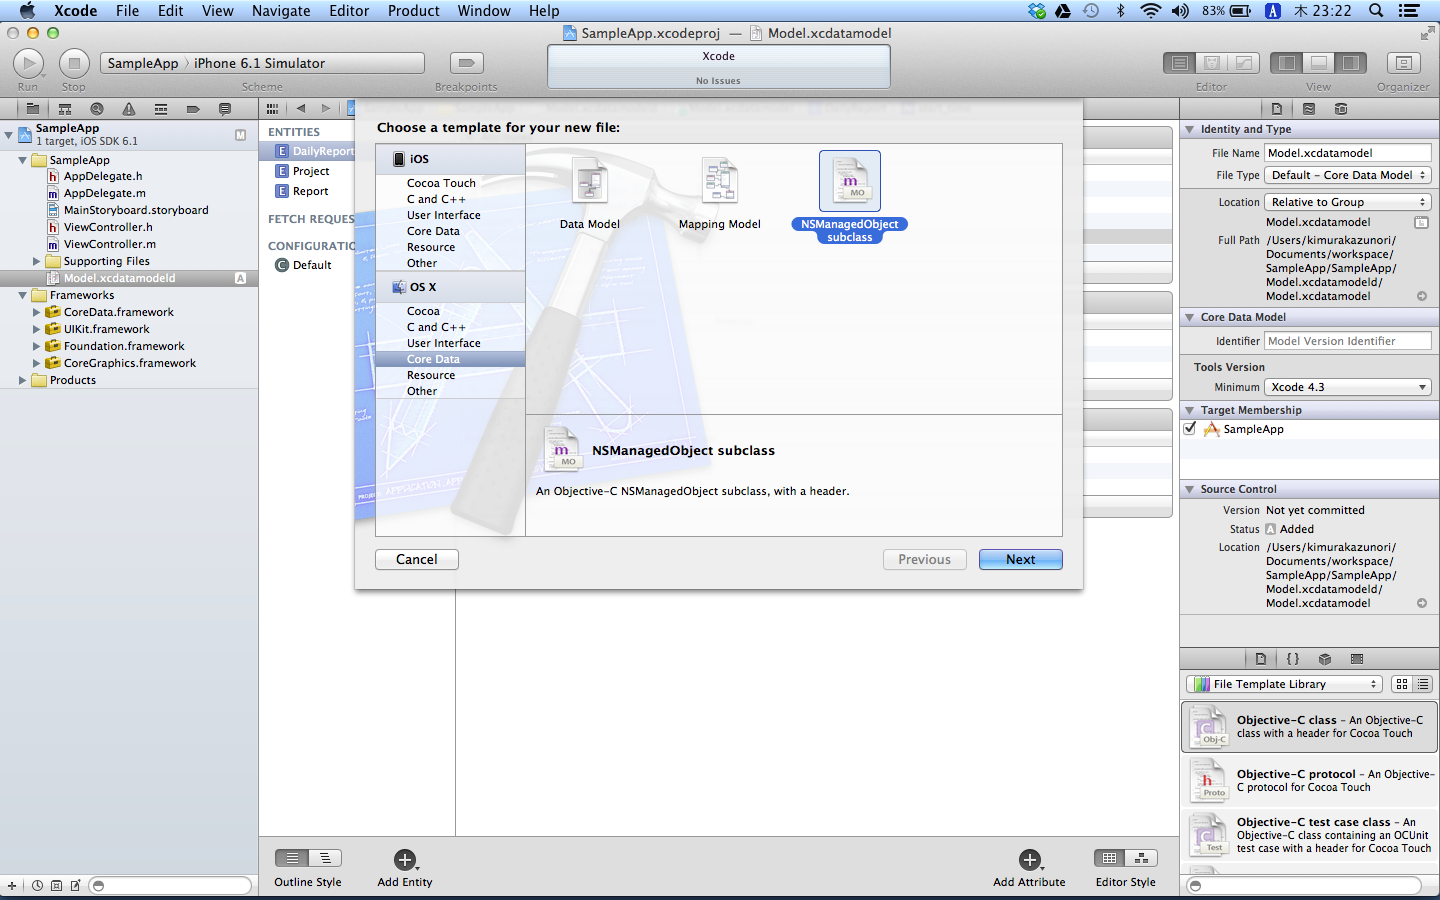 Xcode File Edit View Navigate Editor Product Window Help 83% A 木 23:22
SampleApp.xcodeproj — Model.xcdatamodel
SampleApp 〉 iPhone 6.1 Simulator
Xcode
No Issues
Run Stop Scheme Breakpoints Editor View Organizer
SampleApp M
1 target, iOS SDK 6.1
SampleApp
h AppDelegate.h
m AppDelegate.m
MainStoryboard.storyboard
h ViewController.h
m ViewController.m
Supporting Files
Model.xcdatamodeld A
Frameworks
CoreData.framework
UIKit.framework
Foundation.framework
CoreGraphics.framework
Products
ENTITIES
E DailyReport
E Project
E Report
FETCH REQUE
CONFIGURATIO
C Default
Choose a template for your new file:
iOS
Cocoa Touch
C and C++
User Interface
Core Data
Resource
Other
OS X
Cocoa
C and C++
User Interface
Core Data
Resource
Other
Data Model
Mapping Model
m MO
NSManagedObject
subclass
m MO
NSManagedObject subclass
An Objective-C NSManagedObject subclass, with a header.
Cancel Previous Next
Identity and Type
File Name Model.xcdatamodel
File Type Default - Core Data Model
Location Relative to Group
Model.xcdatamodel
Full Path /Users/kimurakazunori/
Documents/workspace/
SampleApp/SampleApp/
Model.xcdatamodeld/
Model.xcdatamodel
Core Data Model
Identifier Model Version Identifier
Tools Version
Minimum Xcode 4.3
Target Membership
SampleApp
Source Control
Version Not yet committed
Status A Added
Location /Users/kimurakazunori/
Documents/workspace/
SampleApp/SampleApp/
Model.xcdatamodeld/
Model.xcdatamodel
{ }
File Template Library
C Obj-C
Objective-C class - An Objective-C
class with a header for Cocoa Touch
h Proto
Objective-C protocol - An Objective-
C protocol for Cocoa Touch
C Test
Objective-C test case class - An
Objective-C class containing an OCUnit
test case with a header for Cocoa Touch
Outline Style Add Entity Add Attribute Editor Style